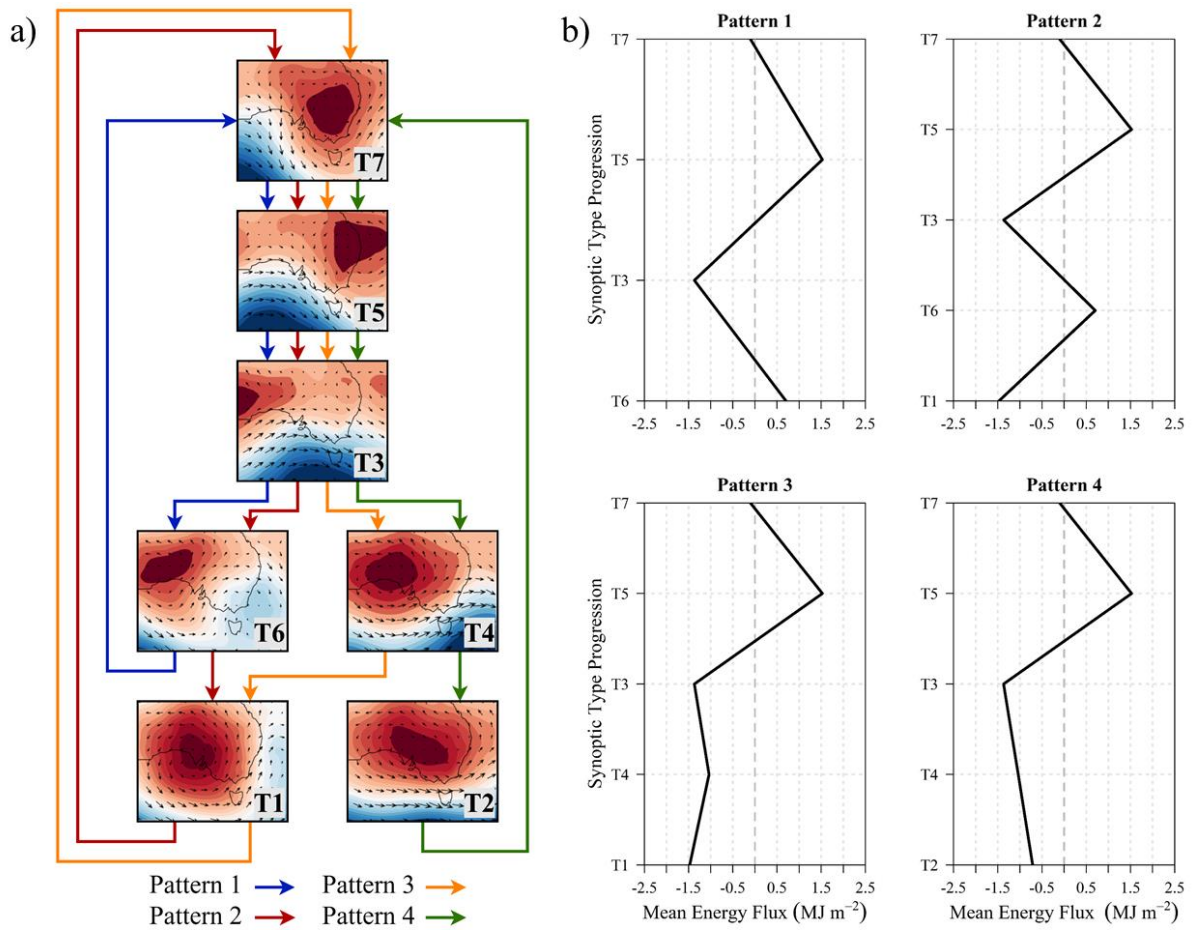 a)
T7
T5
T3
T6
T4
T1
T2
Pattern 1
Pattern 3
Pattern 2
Pattern 4
b)
Pattern 1
T7
T5
T3
T6
Synoptic Type Progression
-2.5 -1.5 -0.5 0.5 1.5 2.5
Pattern 2
T7
T5
T3
T6
T1
-2.5 -1.5 -0.5 0.5 1.5 2.5
Pattern 3
T7
T5
T3
T4
T1
Synoptic Type Progression
-2.5 -1.5 -0.5 0.5 1.5 2.5
Mean Energy Flux (MJ m⁻²)
Pattern 4
T7
T5
T3
T4
T2
-2.5 -1.5 -0.5 0.5 1.5 2.5
Mean Energy Flux (MJ m⁻²)